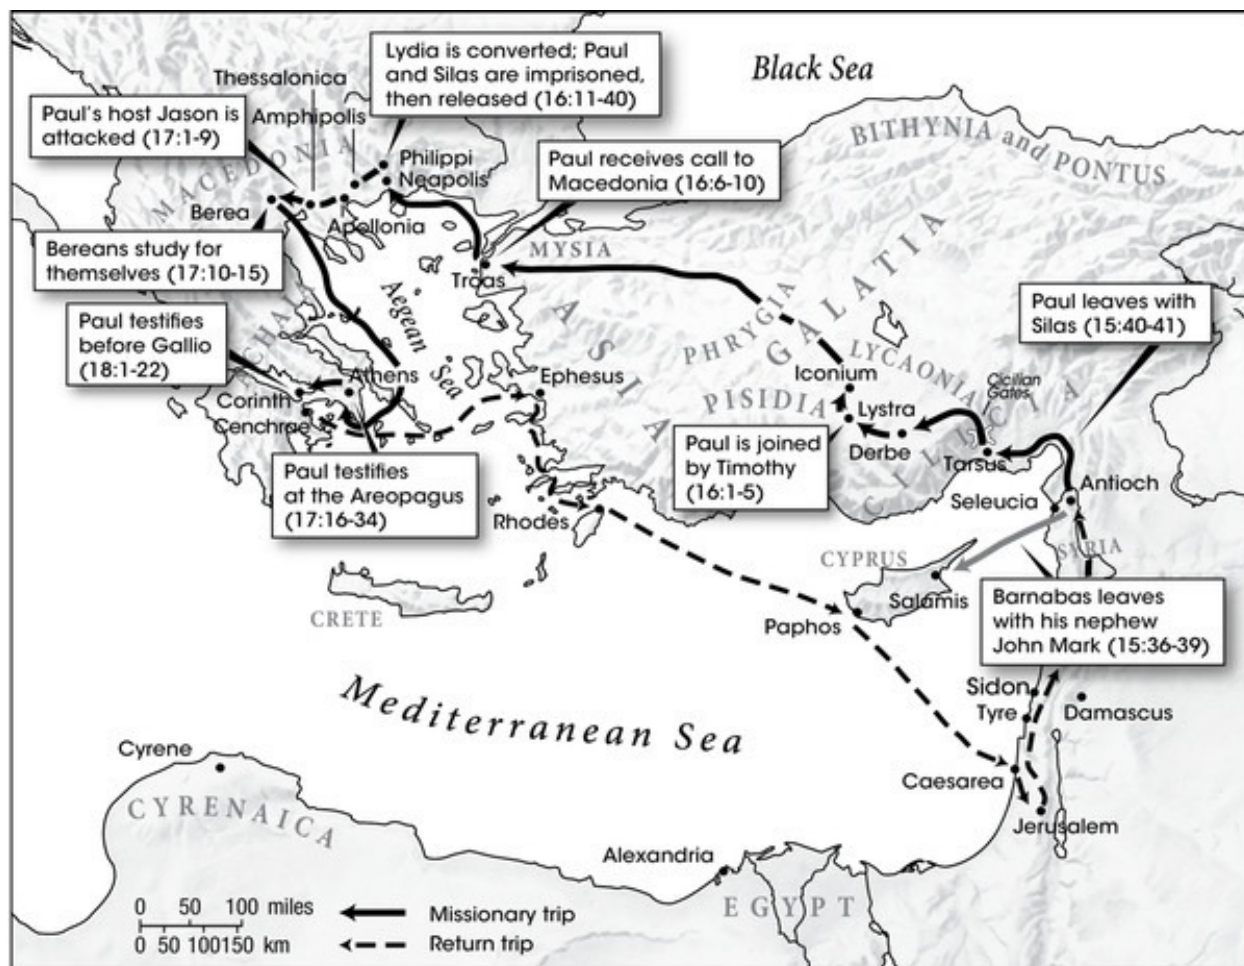 Black Sea
BITHYNIA and PONTUS
Lydia is converted; Paul
and Silas are imprisoned,
then released (16:11-40)
Thessalonica
Paul's host Jason is
attacked (17:1-9)
Amphipolis
MACEDONIA
Philippi
Neapolis
Paul receives call to
Macedonia (16:6-10)
Berea
Apollonia
Bereans study for
themselves (17:10-15)
MYSIA
Troas
Aegean
Sea
ASIA
PHRYGIA
GALATIA
Paul leaves with
Silas (15:40-41)
Paul testifies
before Gallio
(18:1-22)
Athens
Corinth
Cenchrae
Ephesus
PISIDIA
LYCAONIA
Iconium
Cicilian
Gates
Lystra
Derbe
CILICIA
Tarsus
Paul is joined
by Timothy
(16:1-5)
Paul testifies
at the Areopagus
(17:16-34)
Rhodes
Seleucia
Antioch
SYRIA
CYPRUS
Salamis
Paphos
CRETE
Barnabas leaves
with his nephew
John Mark (15:36-39)
Mediterranean Sea
Sidon
Tyre
Damascus
Cyrene
CYRENAICA
Caesarea
Jerusalem
Alexandria
EGYPT
0 50 100 miles
0 50 100 150 km
Missionary trip
Return trip